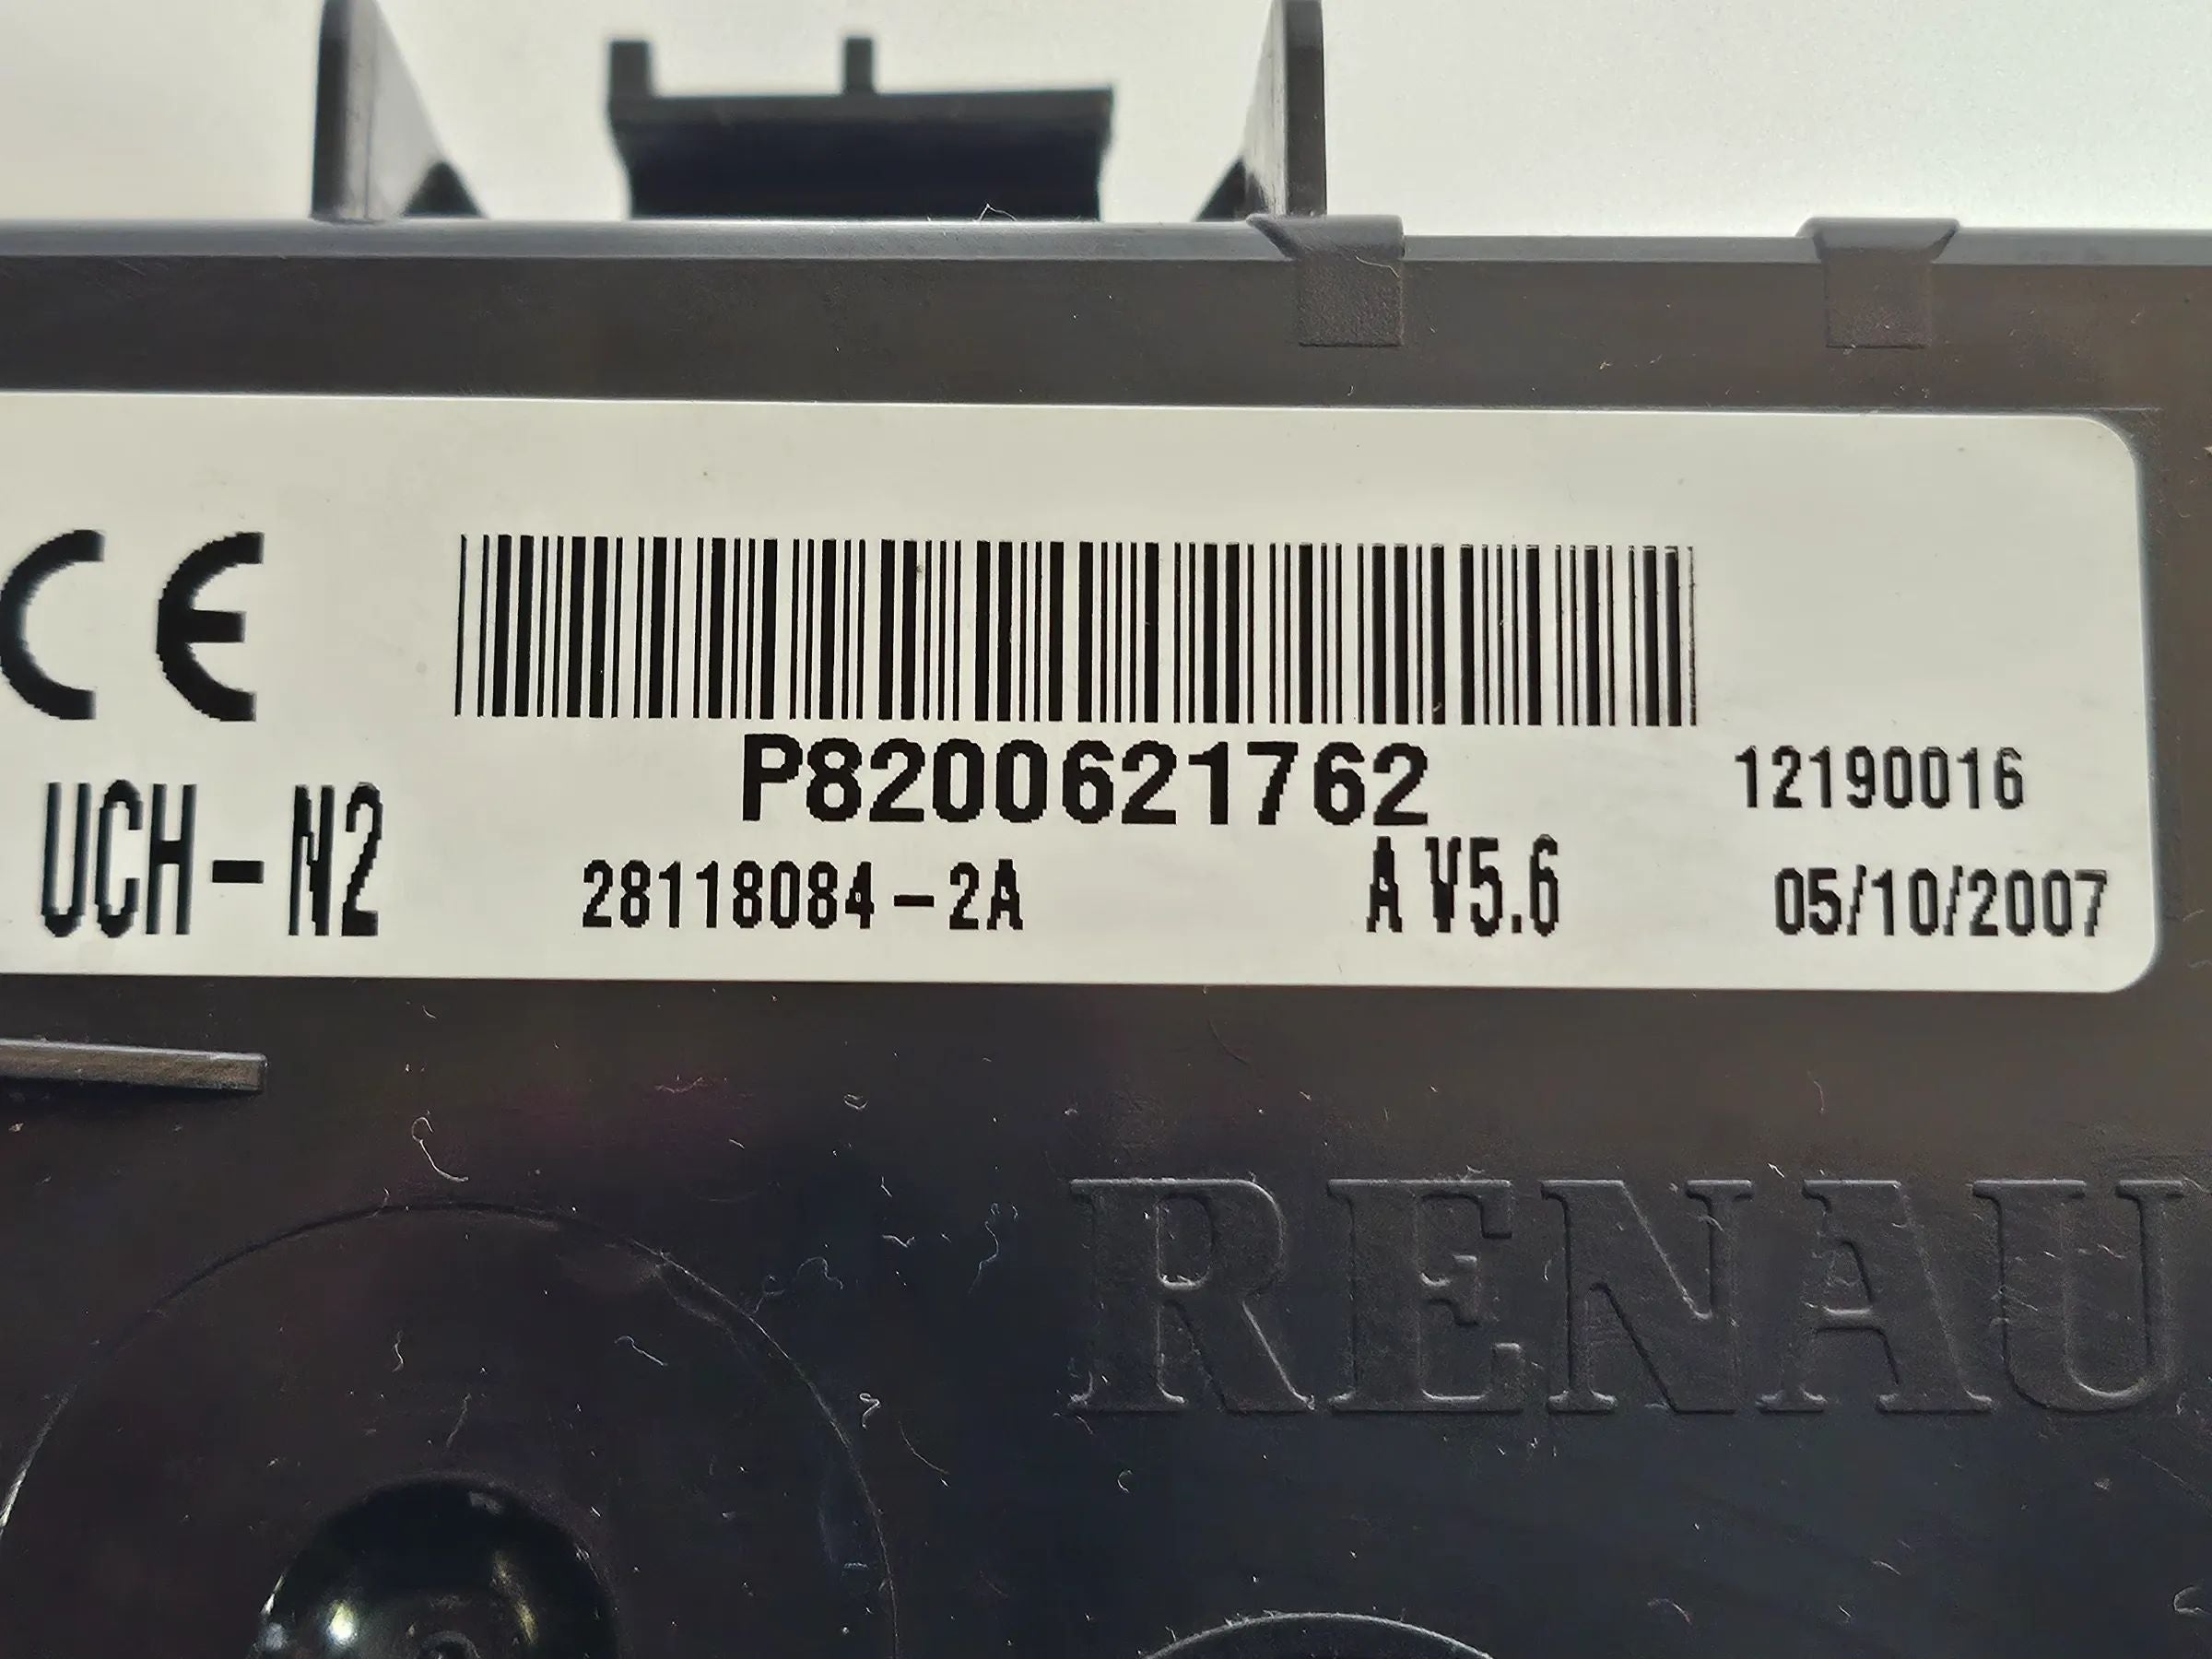 CE
P8200621762 12190016
UCH-N2 28118084-2A A V5.6 05/10/2007
RENAU